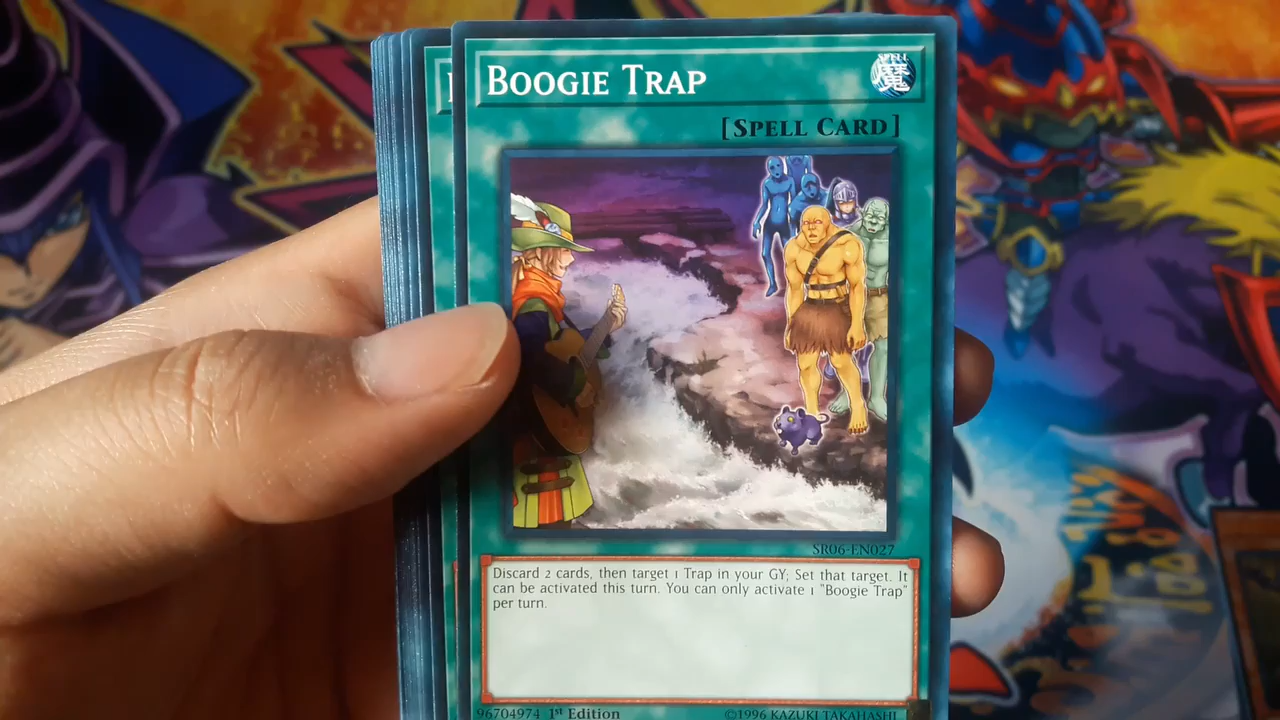 BOOGIE TRAP
SPELL
魔
[SPELL CARD]
SR06-EN027
Discard 2 cards, then target 1 Trap in your GY; Set that target. It
can be activated this turn. You can only activate 1 "Boogie Trap"
per turn.
96704974 1st Edition ©1996 KAZUKI TAKAHASHI